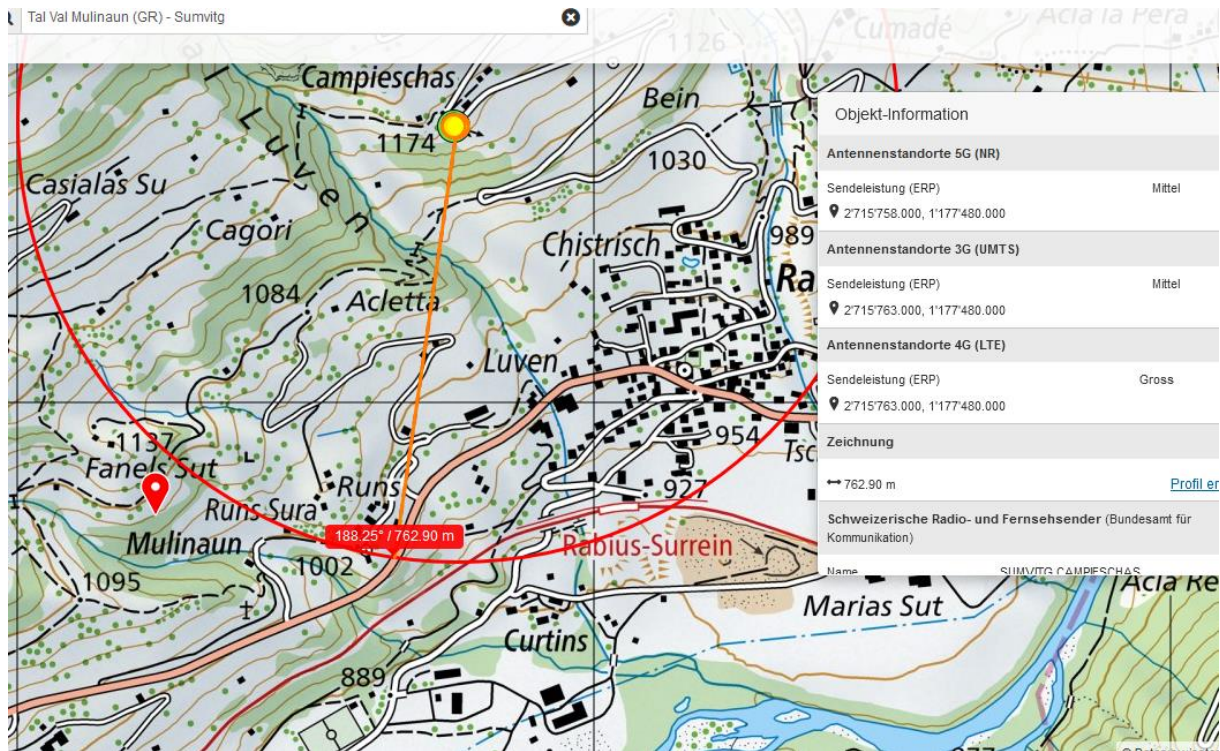 Tal Val Mulinaun (GR) - Sumvitg
Acla la Pera
Cumadé
1126
Campieschas
Bein
1174
1030
Luven
Casialas Su
Cagori
Chistrisch
989
Ra
1084
Acletta
Luven
1137
Fanels Sut
954
Tsc
Runs
927
Runs Sura
188.25° / 762.90 m
Rabius-Surrein
Mulinaun
1002
1095
Marias Sut
Acla Re
Curtins
889
Objekt-Information
Antennenstandorte 5G (NR)
Sendeleistung (ERP) Mittel
2'715'758.000, 1'177'480.000
Antennenstandorte 3G (UMTS)
Sendeleistung (ERP) Mittel
2'715'763.000, 1'177'480.000
Antennenstandorte 4G (LTE)
Sendeleistung (ERP) Gross
2'715'763.000, 1'177'480.000
Zeichnung
762.90 m Profil er
Schweizerische Radio- und Fernsehsender (Bundesamt für
Kommunikation)
Name SUMVITG CAMPIESCHAS